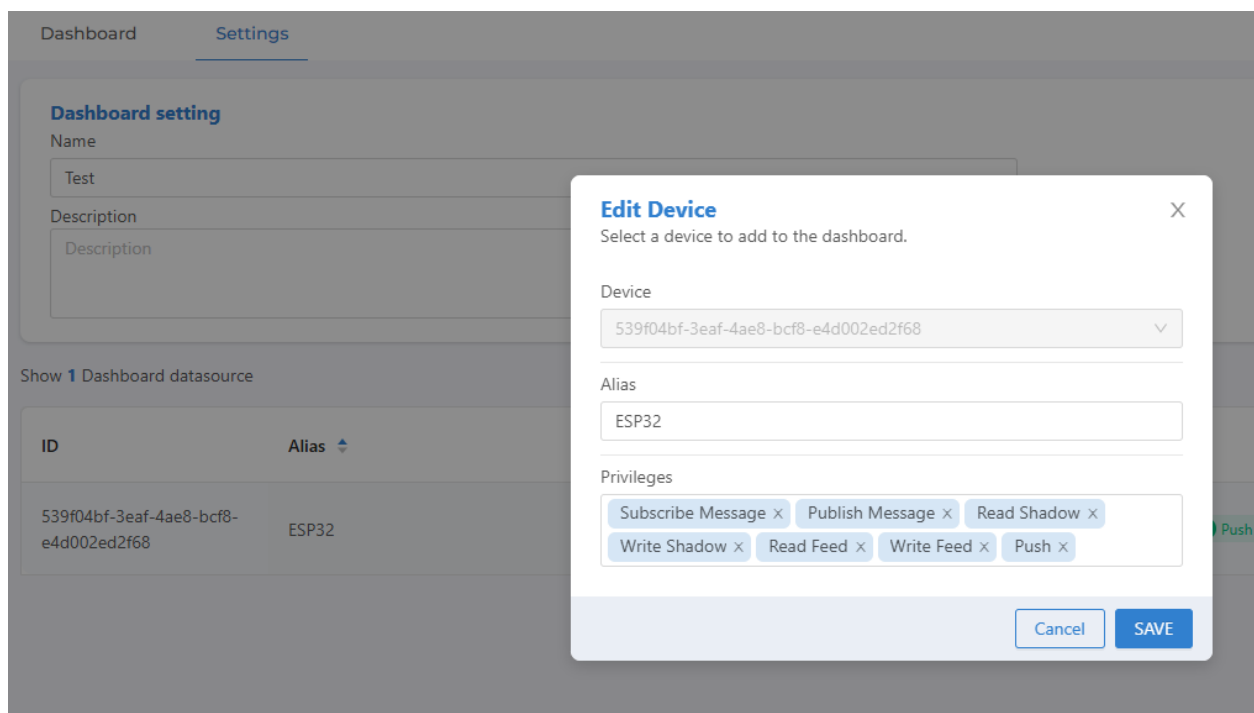 Dashboard Settings
Dashboard setting
Name
Test
Description
Description
Show 1 Dashboard datasource
ID Alias
539f04bf-3eaf-4ae8-bcf8-
e4d002ed2f68
ESP32
Push
Edit Device
Select a device to add to the dashboard.
Device
539f04bf-3eaf-4ae8-bcf8-e4d002ed2f68
Alias
ESP32
Privileges
Subscribe Message × Publish Message × Read Shadow ×
Write Shadow × Read Feed × Write Feed × Push ×
Cancel SAVE